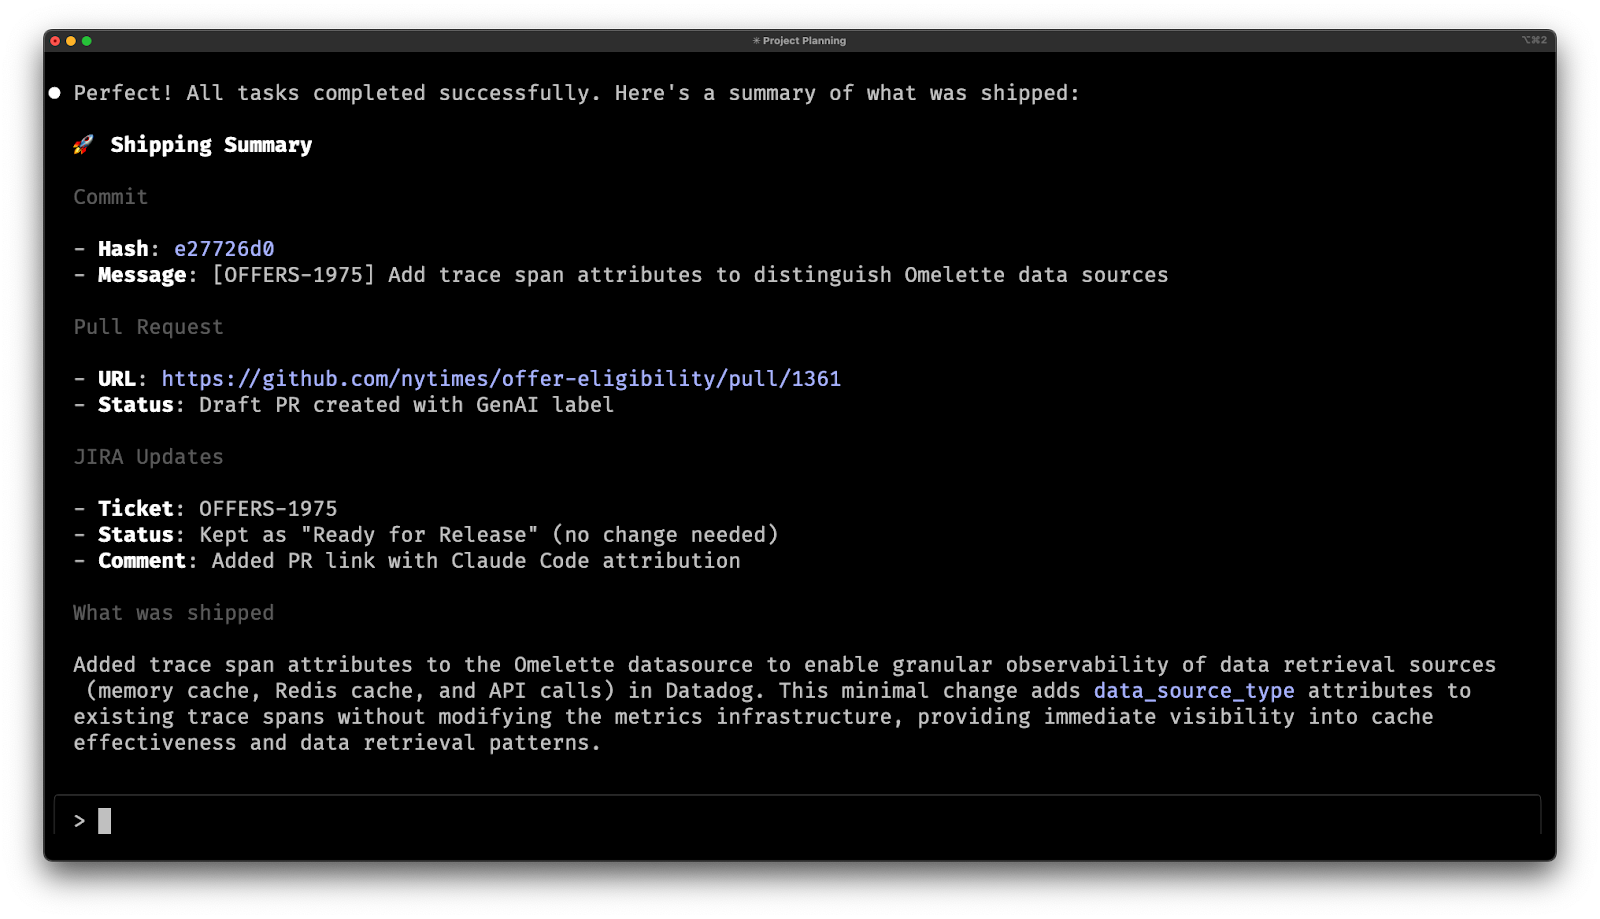 ✳ Project Planning
⌥⌘2
Perfect! All tasks completed successfully. Here's a summary of what was shipped:
🚀 Shipping Summary
Commit
- Hash: e27726d0
- Message: [OFFERS-1975] Add trace span attributes to distinguish Omelette data sources
Pull Request
- URL: https://github.com/nytimes/offer-eligibility/pull/1361
- Status: Draft PR created with GenAI label
JIRA Updates
- Ticket: OFFERS-1975
- Status: Kept as "Ready for Release" (no change needed)
- Comment: Added PR link with Claude Code attribution
What was shipped
Added trace span attributes to the Omelette datasource to enable granular observability of data retrieval sources
(memory cache, Redis cache, and API calls) in Datadog. This minimal change adds data_source_type attributes to
existing trace spans without modifying the metrics infrastructure, providing immediate visibility into cache
effectiveness and data retrieval patterns.
>